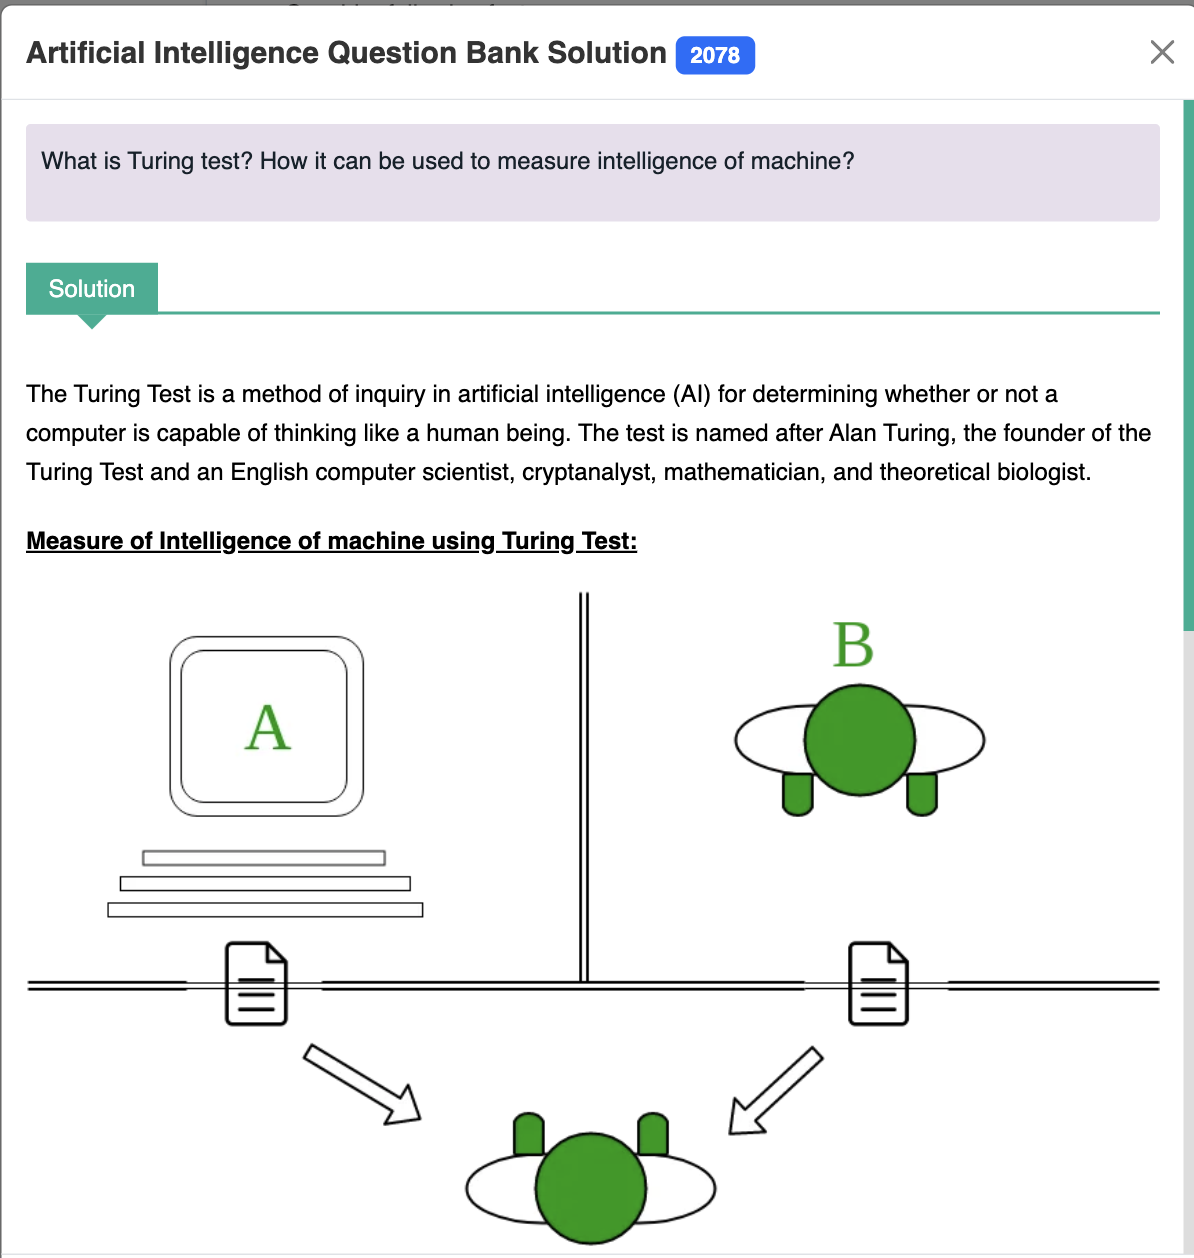 Artificial Intelligence Question Bank Solution 2078
What is Turing test? How it can be used to measure intelligence of machine?
Solution
The Turing Test is a method of inquiry in artificial intelligence (AI) for determining whether or not a
computer is capable of thinking like a human being. The test is named after Alan Turing, the founder of the
Turing Test and an English computer scientist, cryptanalyst, mathematician, and theoretical biologist.
Measure of Intelligence of machine using Turing Test:
B
A